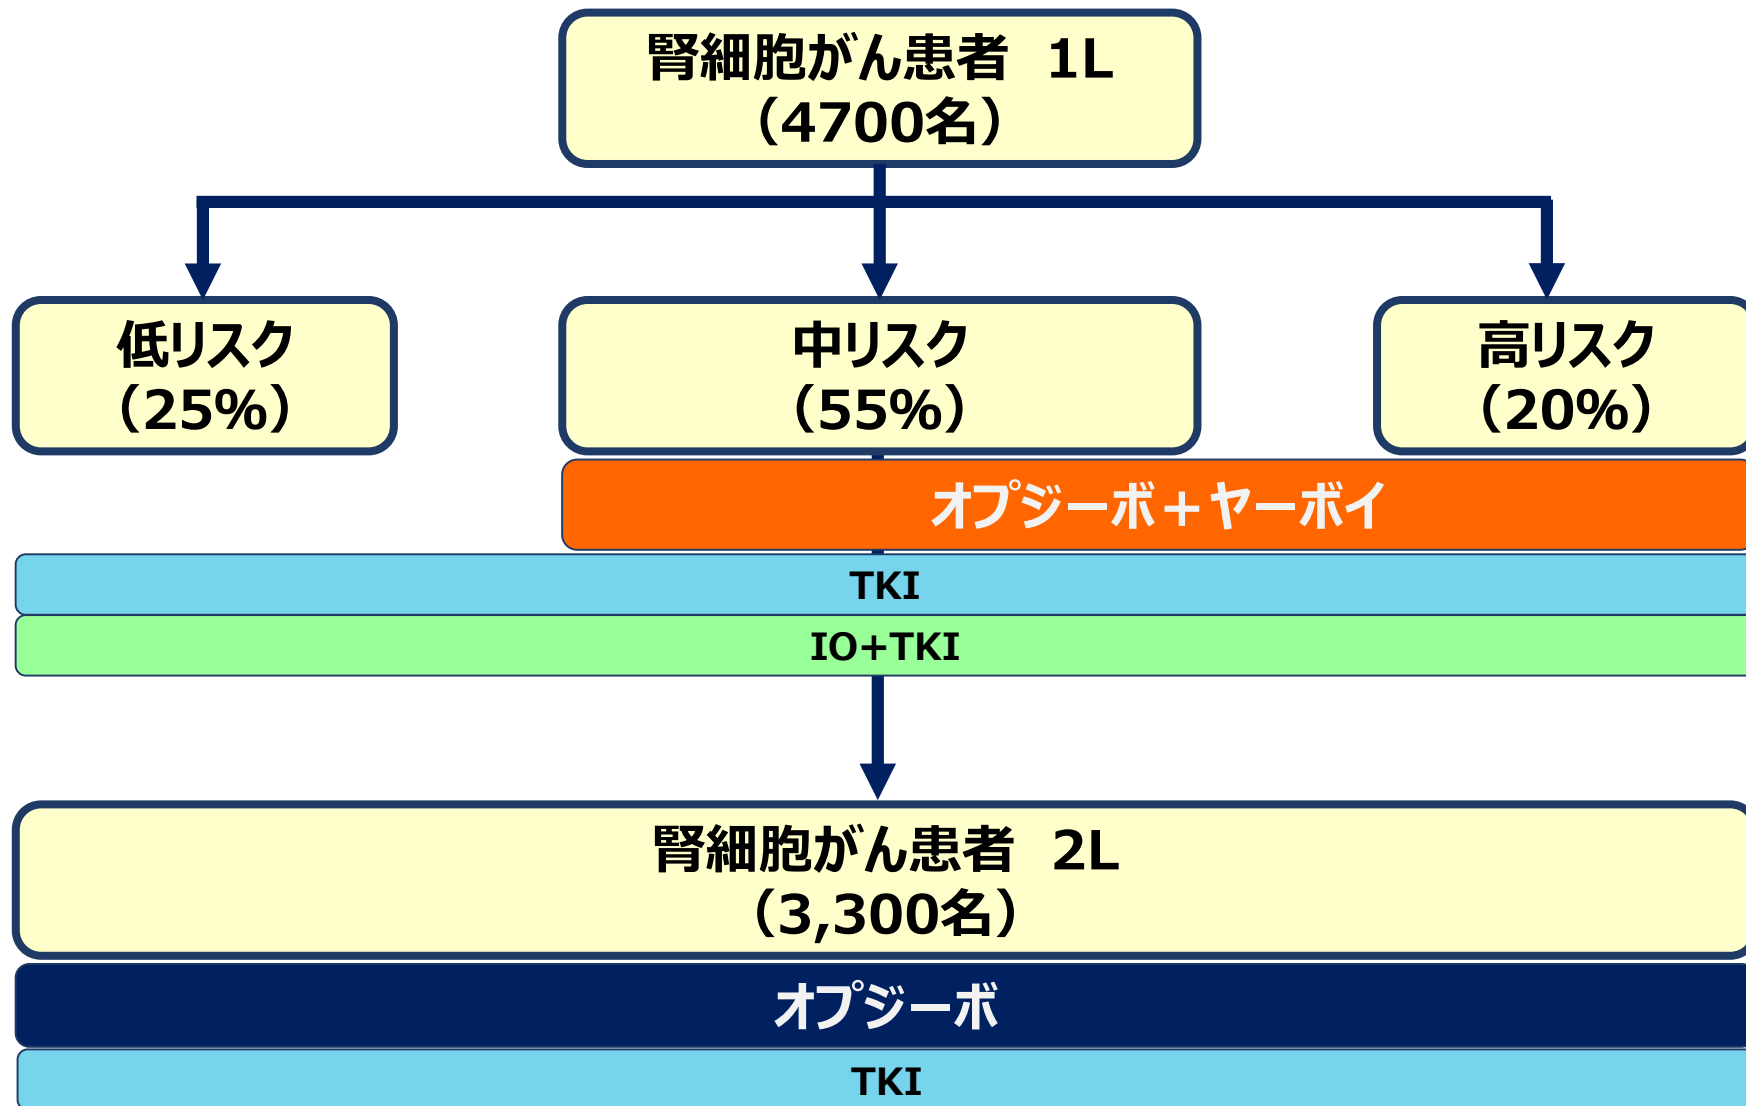 腎細胞がん患者　1L
（4700名）
低リスク
（25%）
中リスク
（55%）
高リスク
（20%）
オプジーボ＋ヤーボイ
TKI
IO+TKI
腎細胞がん患者　2L
（3,300名）
オプジーボ
TKI